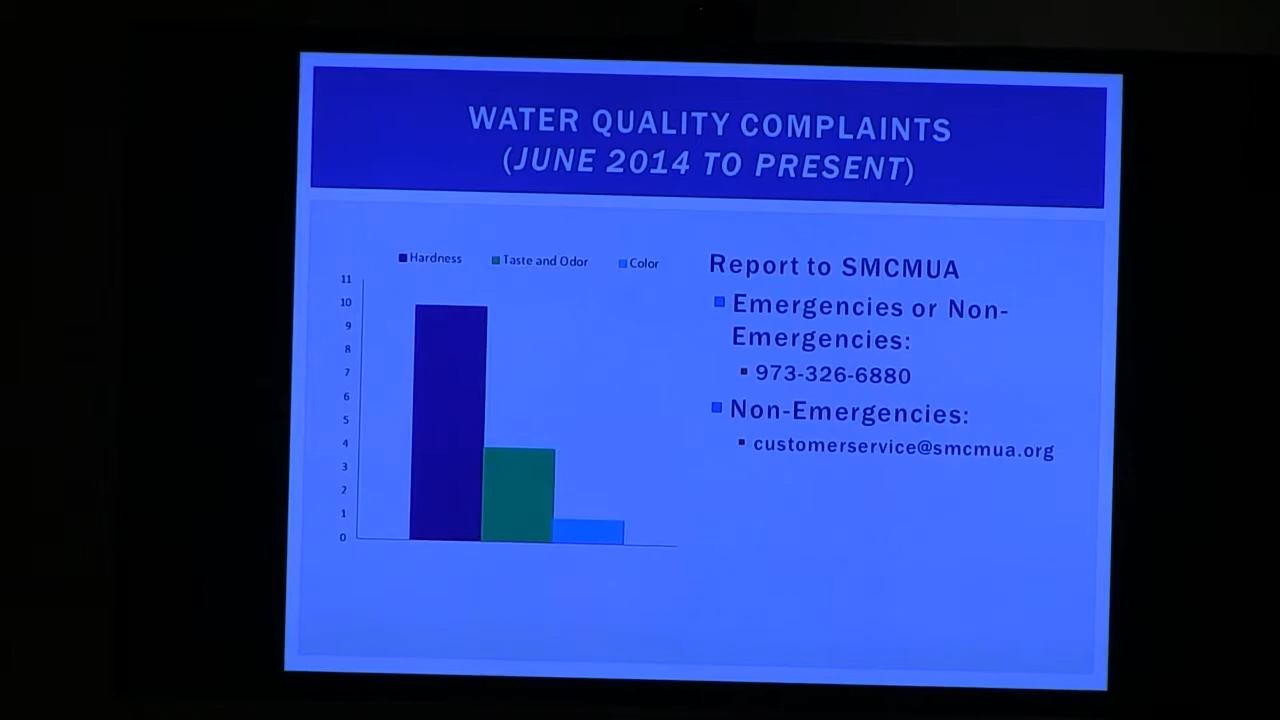 WATER QUALITY COMPLAINTS
(JUNE 2014 TO PRESENT)
Hardness Taste and Odor Color
11
10
9
8
7
6
5
4
3
2
1
0
Report to SMCMUA
Emergencies or Non-
Emergencies:
973-326-6880
Non-Emergencies:
customerservice@smcmua.org